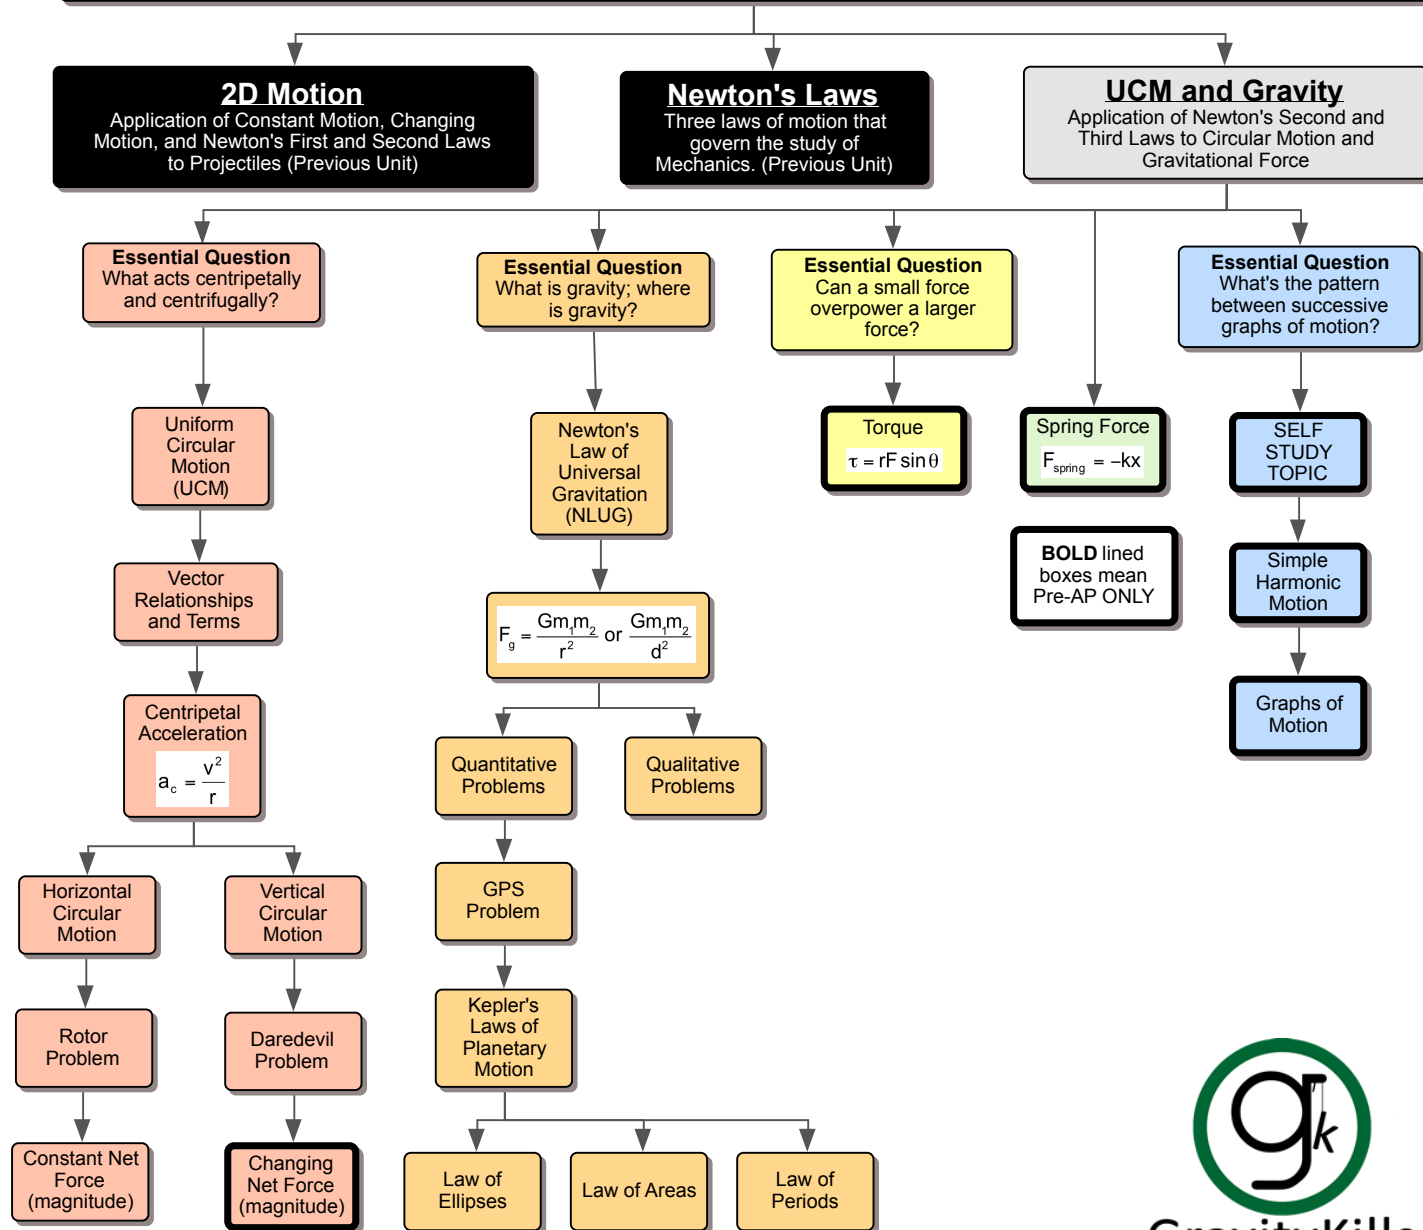 2D Motion
Application of Constant Motion, Changing
Motion, and Newton's First and Second Laws
to Projectiles (Previous Unit)
Newton's Laws
Three laws of motion that
govern the study of
Mechanics. (Previous Unit)
UCM and Gravity
Application of Newton's Second and
Third Laws to Circular Motion and
Gravitational Force
Essential Question
What acts centripetally
and centrifugally?
Essential Question
What is gravity; where
is gravity?
Essential Question
Can a small force
overpower a larger
force?
Essential Question
What's the pattern
between successive
graphs of motion?
Uniform
Circular
Motion
(UCM)
Newton's
Law of
Universal
Gravitation
(NLUG)
Torque
τ = rF sin θ
Spring Force
F_spring = –kx
SELF
STUDY
TOPIC
BOLD lined
boxes mean
Pre-AP ONLY
Simple
Harmonic
Motion
Graphs of
Motion
Vector
Relationships
and Terms
F_g = Gm₁m₂/r² or Gm₁m₂/d²
Centripetal
Acceleration
a_c = v²/r
Quantitative
Problems
Qualitative
Problems
Horizontal
Circular
Motion
Vertical
Circular
Motion
GPS
Problem
Rotor
Problem
Daredevil
Problem
Kepler's
Laws of
Planetary
Motion
Constant Net
Force
(magnitude)
Changing
Net Force
(magnitude)
Law of
Ellipses
Law of Areas
Law of
Periods
gk